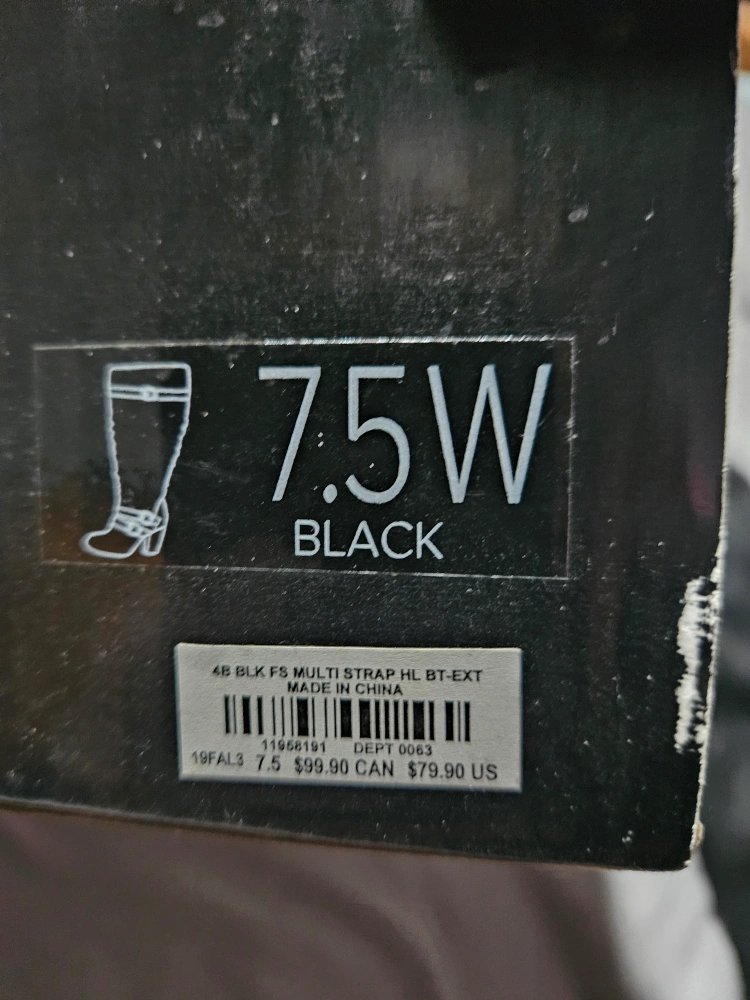 7.5W
BLACK
4B BLK FS MULTI STRAP HL BT-EXT
MADE IN CHINA
11958191 DEPT 0063
19FAL3 7.5 $99.90 CAN $79.90 US